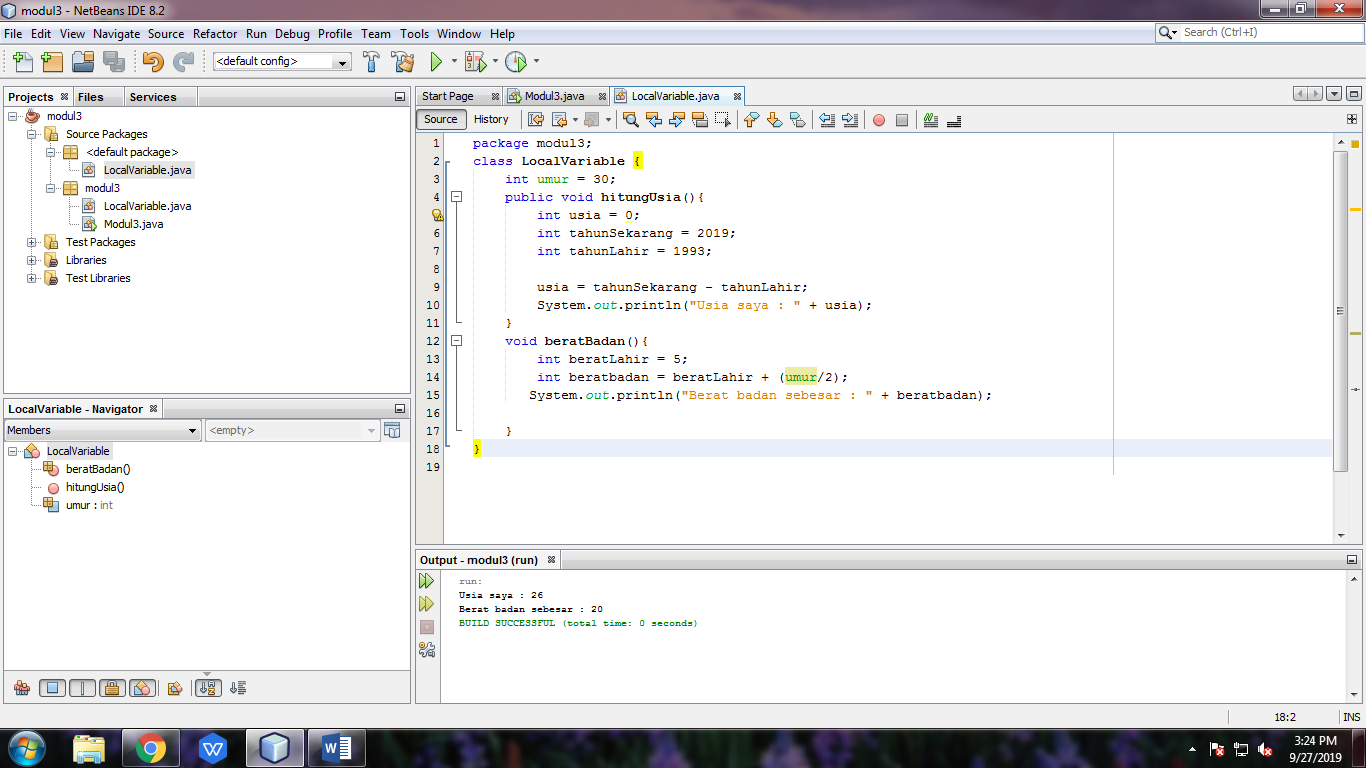 modul3 - NetBeans IDE 8.2
File Edit View Navigate Source Refactor Run Debug Profile Team Tools Window Help
Search (Ctrl+I)
<default config>
Projects Files Services
modul3
Source Packages
<default package>
LocalVariable.java
modul3
LocalVariable.java
Modul3.java
Test Packages
Libraries
Test Libraries
LocalVariable - Navigator
Members <empty>
LocalVariable
beratBadan()
hitungUsia()
umur : int
Start Page Modul3.java LocalVariable.java
Source History
1 package modul3;
2 class LocalVariable {
3 int umur = 30;
4 public void hitungUsia(){
int usia = 0;
6 int tahunSekarang = 2019;
7 int tahunLahir = 1993;
8
9 usia = tahunSekarang - tahunLahir;
10 System.out.println("Usia saya : " + usia);
11 }
12 void beratBadan(){
13 int beratLahir = 5;
14 int beratbadan = beratLahir + (umur/2);
15 System.out.println("Berat badan sebesar : " + beratbadan);
16
17 }
18 }
19
Output - modul3 (run)
run:
Usia saya : 26
Berat badan sebesar : 20
BUILD SUCCESSFUL (total time: 0 seconds)
18:2 INS
3:24 PM
9/27/2019